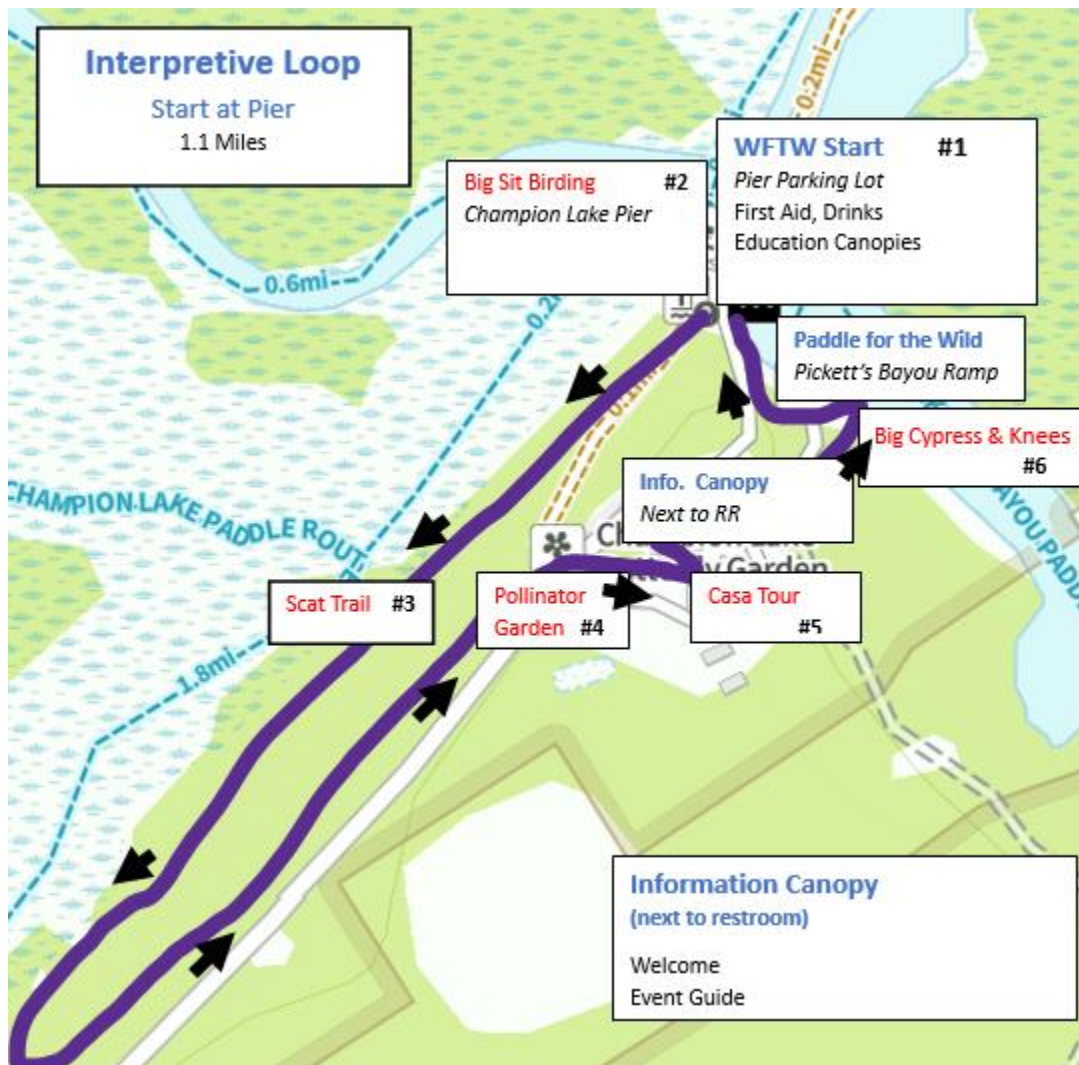 Interpretive Loop
Start at Pier
1.1 Miles
0.2mi
WFTW Start #1
Pier Parking Lot
First Aid, Drinks
Education Canopies
Big Sit Birding #2
Champion Lake Pier
0.6mi
Paddle for the Wild
Pickett's Bayou Ramp
Big Cypress & Knees
#6
Info. Canopy
Next to RR
CHAMPION LAKE PADDLE ROUT
Garden
Scat Trail #3
Pollinator
Garden #4
Casa Tour
#5
1.8mi
BAYOU PADD
Information Canopy
(next to restroom)
Welcome
Event Guide